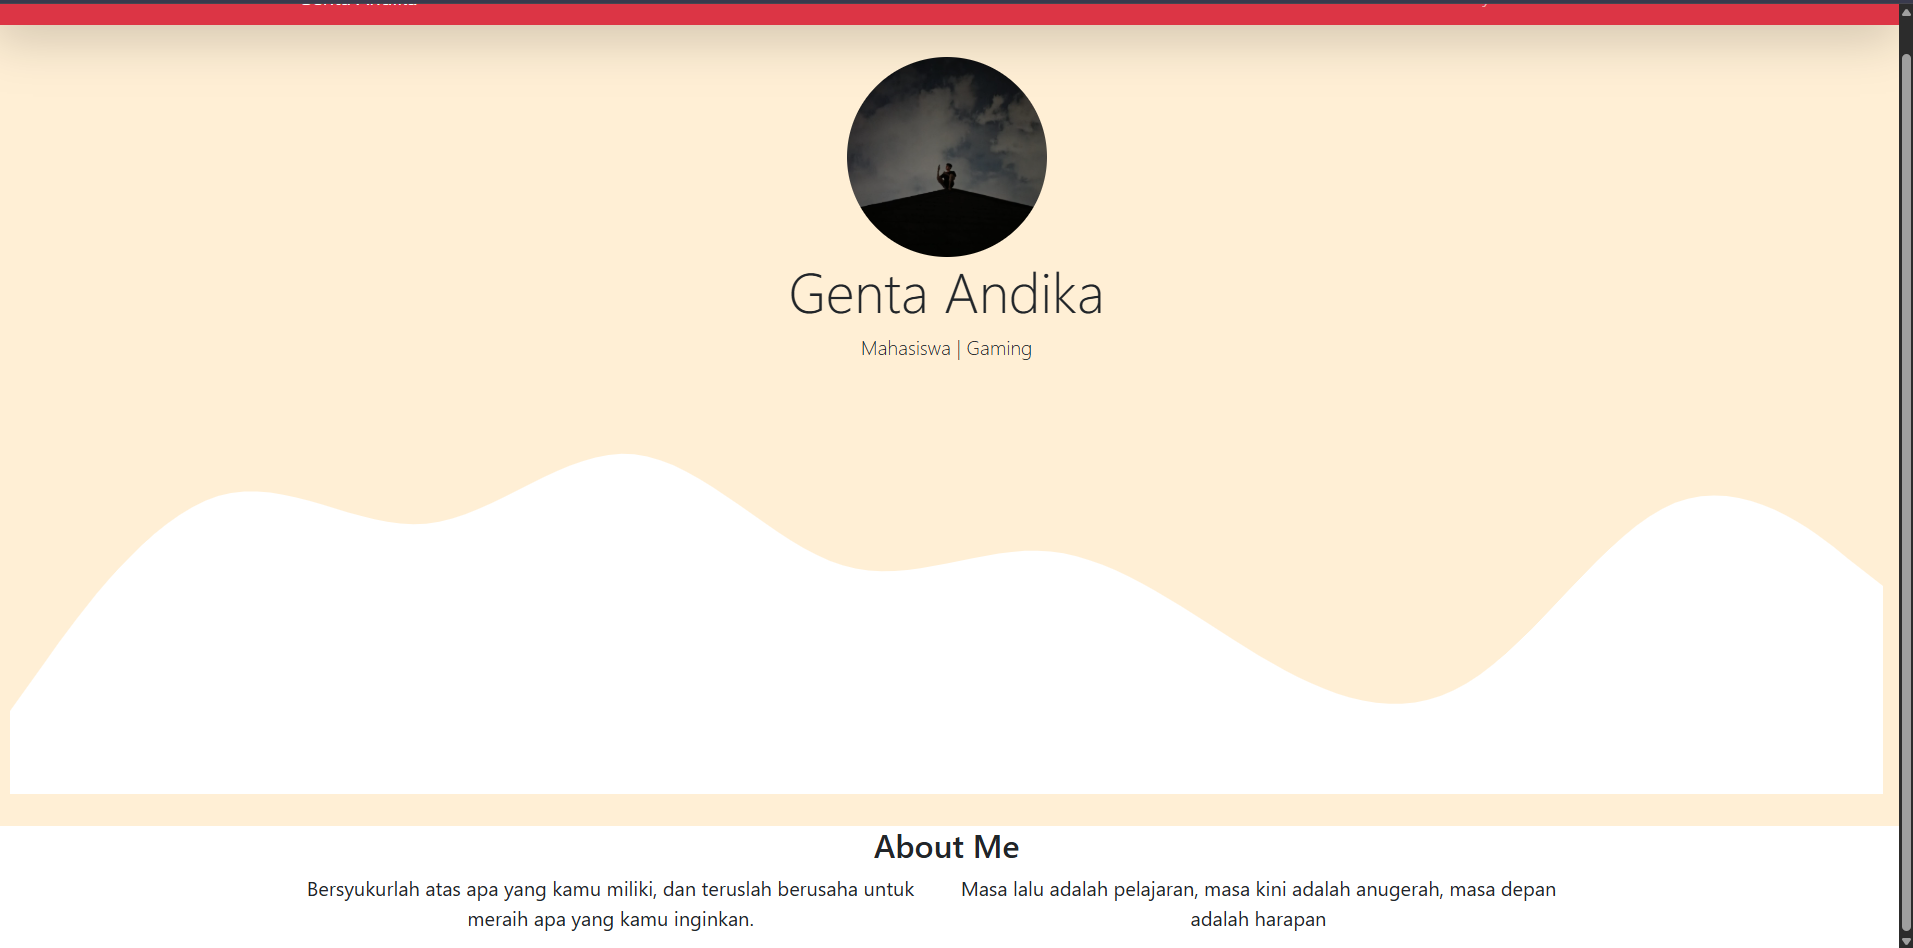 Genta Andika
Mahasiswa | Gaming
About Me
Bersyukurlah atas apa yang kamu miliki, dan teruslah berusaha untuk
meraih apa yang kamu inginkan.
Masa lalu adalah pelajaran, masa kini adalah anugerah, masa depan
adalah harapan